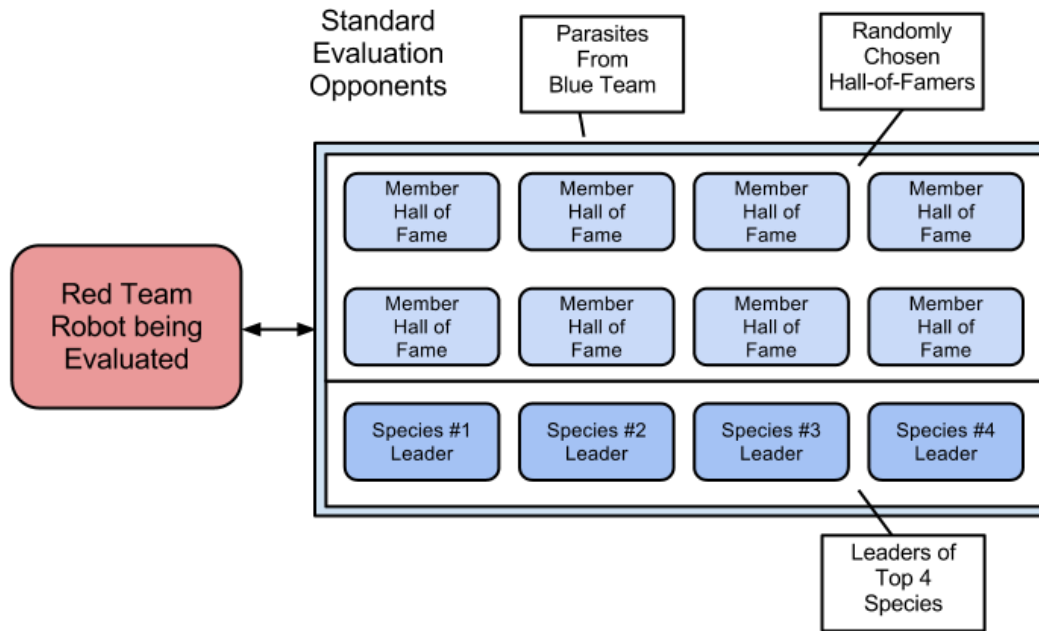 Standard
Evaluation
Opponents
Parasites
From
Blue Team
Randomly
Chosen
Hall-of-Famers
Member
Hall of
Fame
Member
Hall of
Fame
Member
Hall of
Fame
Member
Hall of
Fame
Red Team
Robot being
Evaluated
Member
Hall of
Fame
Member
Hall of
Fame
Member
Hall of
Fame
Member
Hall of
Fame
Species #1
Leader
Species #2
Leader
Species #3
Leader
Species #4
Leader
Leaders of
Top 4
Species